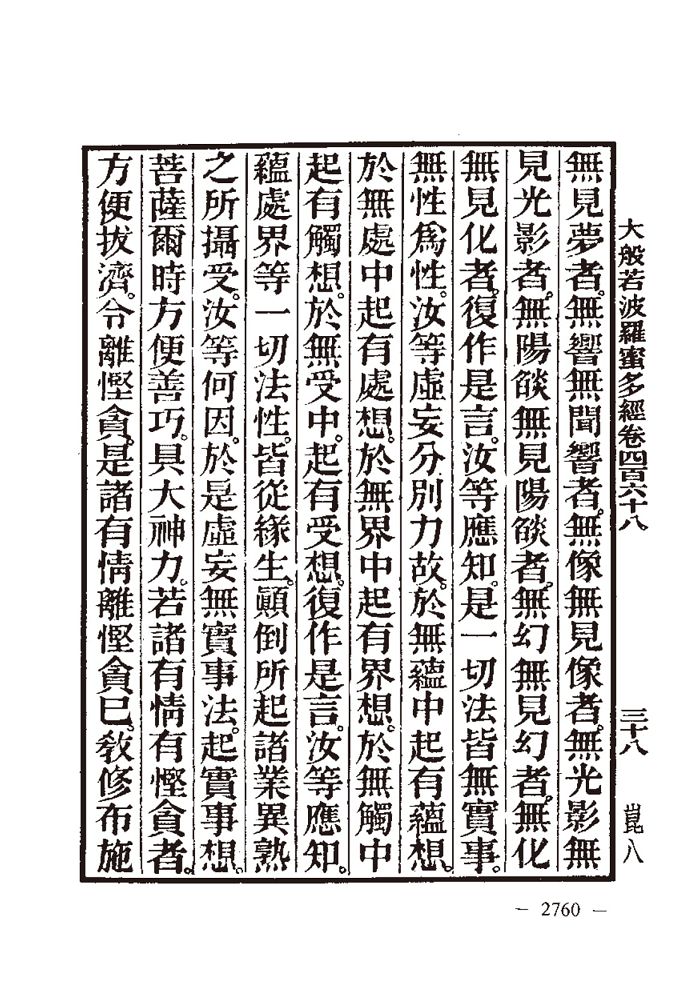 大般若波羅蜜多經卷四百六十八 三十八 崑八
無見夢者。無響無聞響者。無像無見像者。無光影無
見光影者。無陽燄無見陽燄者。無幻無見幻者。無化
無見化者。復作是言。汝等應知。是一切法皆無實事。
無性爲性。汝等虛妄分別力故。於無蘊中起有蘊想。
於無處中起有處想。於無界中起有界想。於無觸中
起有觸想。於無受中。起有受想。復作是言。汝等應知。
蘊處界等一切法性。皆從緣生。顚倒所起諸業異熟
之所攝受。汝等何因。於是虛妄無實事法。起實事想。
菩薩爾時方便善巧。具大神力。若諸有情有慳貪者。
方便拔濟。令離慳貪。是諸有情離慳貪已。敎修布施
— 2760 —